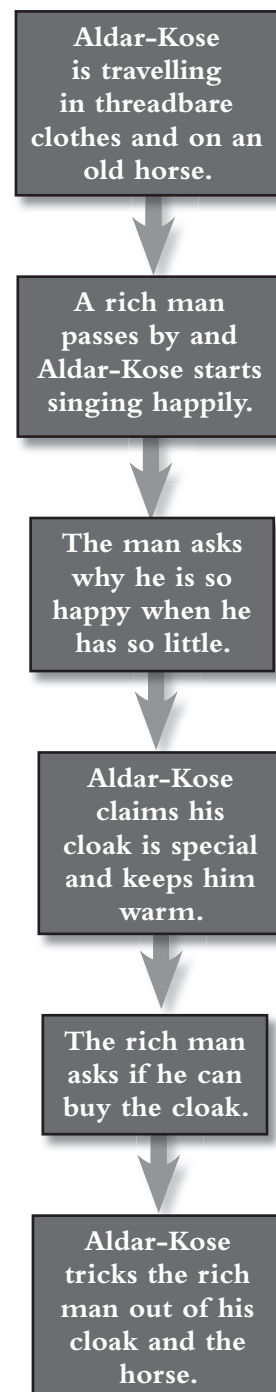 Aldar-Kose
is travelling
in threadbare
clothes and on an
old horse.
A rich man
passes by and
Aldar-Kose starts
singing happily.
The man asks
why he is so
happy when he
has so little.
Aldar-Kose
claims his
cloak is special
and keeps him
warm.
The rich man
asks if he can
buy the cloak.
Aldar-Kose
tricks the rich
man out of his
cloak and the
horse.